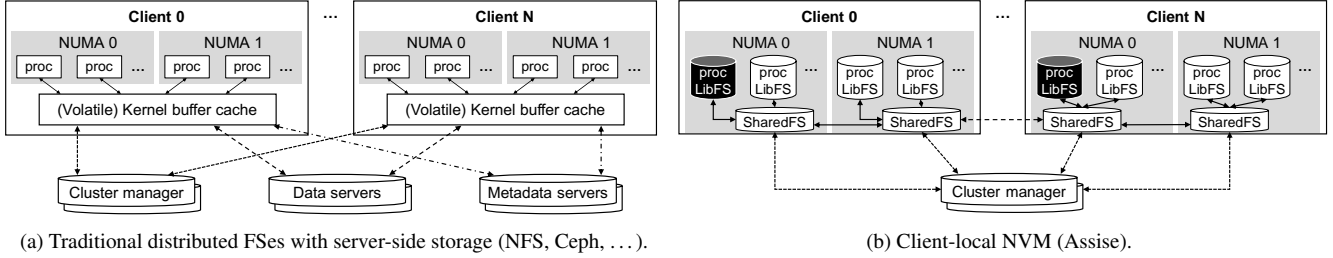 Client 0
...
Client N
NUMA 0
NUMA 1
NUMA 0
NUMA 1
proc
proc
...
proc
proc
...
proc
proc
...
proc
proc
...
(Volatile) Kernel buffer cache
(Volatile) Kernel buffer cache
Cluster manager
Data servers
Metadata servers
(a) Traditional distributed FSes with server-side storage (NFS, Ceph, ...).
Client 0
...
Client N
NUMA 0
NUMA 1
NUMA 0
NUMA 1
proc
LibFS
proc
LibFS
...
proc
LibFS
proc
LibFS
...
proc
LibFS
proc
LibFS
...
proc
LibFS
proc
LibFS
...
SharedFS
SharedFS
SharedFS
SharedFS
Cluster manager
(b) Client-local NVM (Assise).